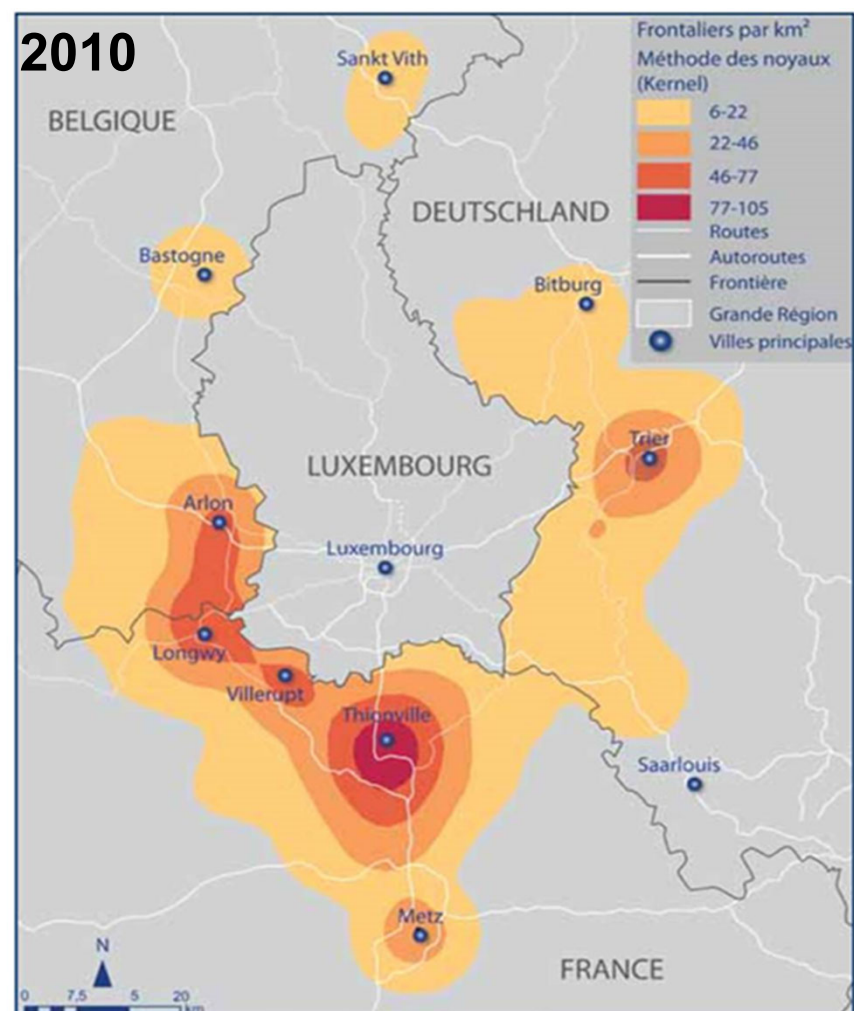 2010
Frontaliers par km²
Méthode des noyaux
(Kernel)
6-22
22-46
46-77
77-105
Routes
Autoroutes
Frontière
Grande Région
Villes principales
Sankt Vith
BELGIQUE
DEUTSCHLAND
Bastogne
Bitburg
Trier
LUXEMBOURG
Arlon
Luxembourg
Longwy
Villerupt
Thionville
Saarlouis
Metz
FRANCE
N
0 7,5 5 20
km